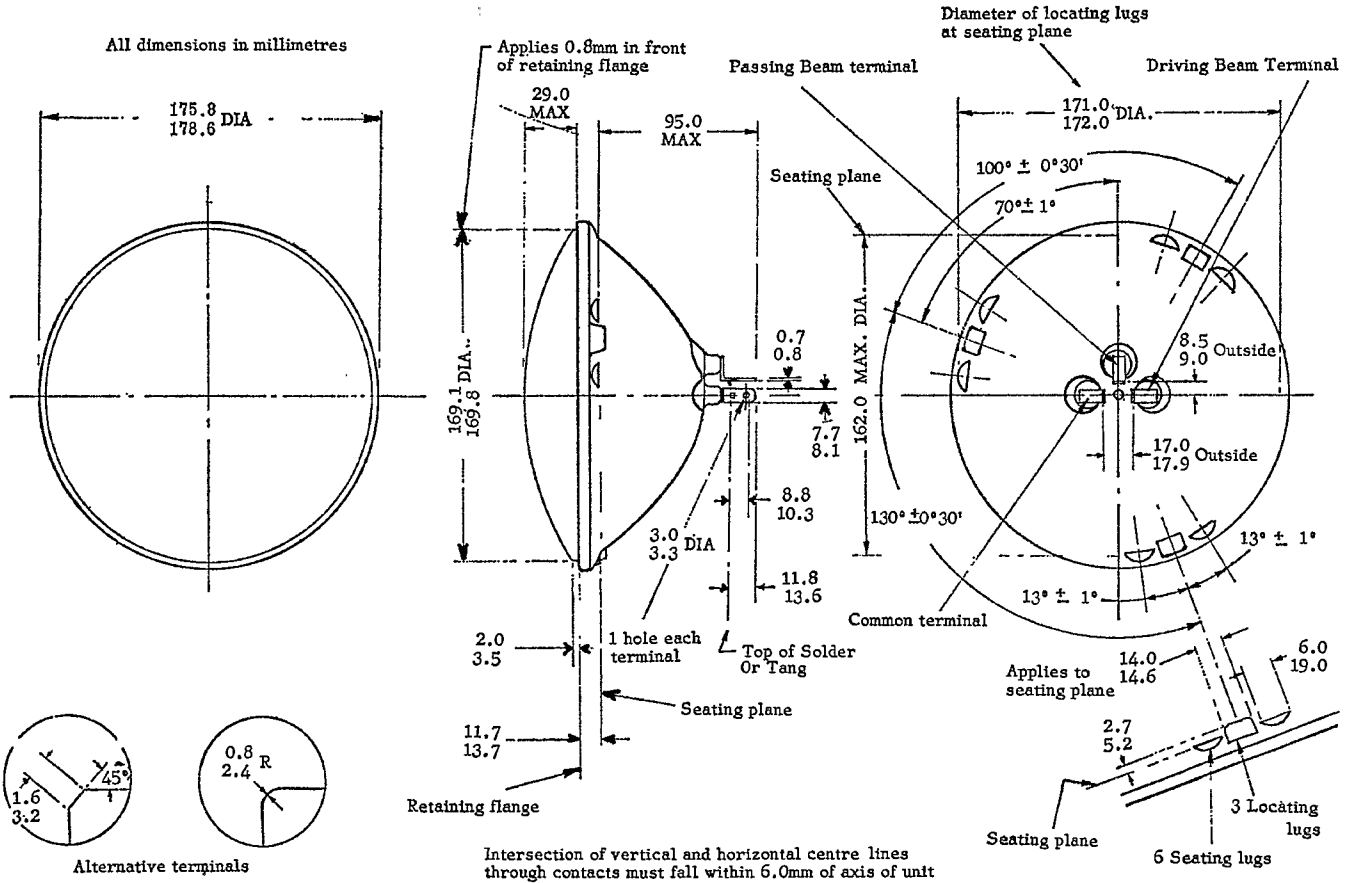 All dimensions in millimetres
175.8
178.6 DIA
Applies 0.8mm in front
of retaining flange
29.0
MAX
95.0
MAX
169.1
169.8 DIA.
0.7
0.8
7.7
8.1
8.8
10.3
3.0
3.3 DIA
11.8
13.6
2.0
3.5
1 hole each
terminal
Top of Solder
Or Tang
Seating plane
11.7
13.7
Retaining flange
Diameter of locating lugs
at seating plane
Passing Beam terminal
Driving Beam Terminal
171.0
172.0 DIA.
100° ± 0°30'
Seating plane
70° ± 1°
162.0 MAX. DIA.
8.5
9.0 Outside
17.0
17.9 Outside
130° ±0°30'
13° ± 1°
13° ± 1°
Common terminal
14.0
14.6
6.0
19.0
Applies to
seating plane
2.7
5.2
3 Locating
lugs
Seating plane
6 Seating lugs
1.6
3.2
45°
0.8
2.4 R
Alternative terminals
Intersection of vertical and horizontal centre lines
through contacts must fall within 6.0mm of axis of unit